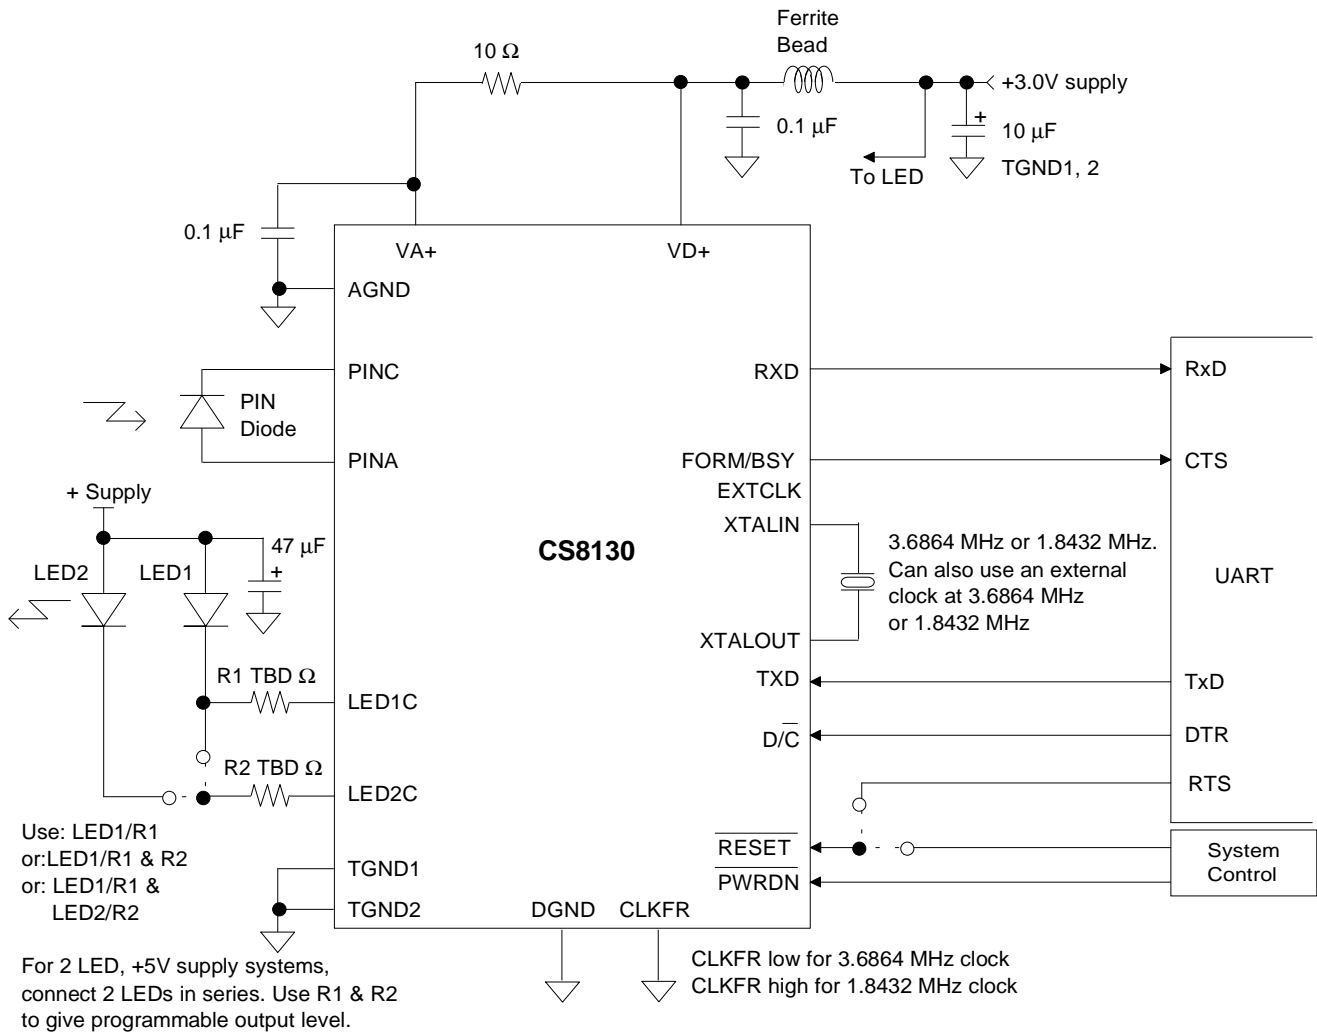 Ferrite
Bead
10 Ω
+3.0V supply
0.1 μF
+
10 μF
To LED
TGND1, 2
0.1 μF
VA+
VD+
AGND
PINC
PIN
Diode
PINA
RXD
RxD
FORM/BSY
EXTCLK
CTS
XTALIN
+ Supply
47 μF
+
LED2
LED1
CS8130
3.6864 MHz or 1.8432 MHz.
Can also use an external
clock at 3.6864 MHz
or 1.8432 MHz
UART
XTALOUT
R1 TBD Ω
LED1C
TXD
TxD
D/C
DTR
R2 TBD Ω
LED2C
RTS
Use: LED1/R1
or:LED1/R1 & R2
or: LED1/R1 &
LED2/R2
RESET
PWRDN
System
Control
TGND1
TGND2
DGND
CLKFR
For 2 LED, +5V supply systems,
connect 2 LEDs in series. Use R1 & R2
to give programmable output level.
CLKFR low for 3.6864 MHz clock
CLKFR high for 1.8432 MHz clock